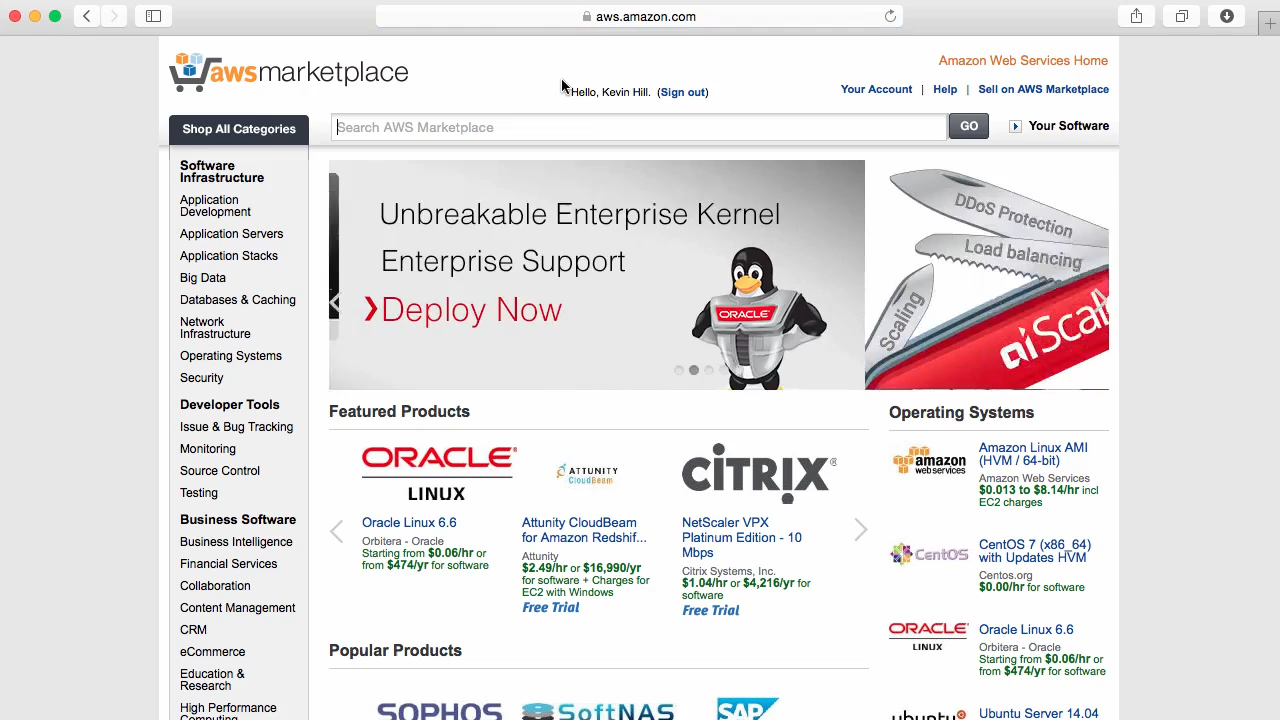 aws.amazon.com
awsmarketplace
Amazon Web Services Home
Hello, Kevin Hill. (Sign out)
Your Account | Help | Sell on AWS Marketplace
Shop All Categories
Search AWS Marketplace
GO
Your Software
Software
Infrastructure
Application
Development
Application Servers
Application Stacks
Big Data
Databases & Caching
Network
Infrastructure
Operating Systems
Security
Developer Tools
Issue & Bug Tracking
Monitoring
Source Control
Testing
Business Software
Business Intelligence
Financial Services
Collaboration
Content Management
CRM
eCommerce
Education &
Research
High Performance
Computing
Unbreakable Enterprise Kernel
Enterprise Support
Deploy Now
ORACLE
DDoS Protection
Load balancing
Scaling
aiScal
Featured Products
ORACLE®
LINUX
Oracle Linux 6.6
Orbitera - Oracle
Starting from $0.06/hr or
from $474/yr for software
ATTUNITY
CloudBeam
Attunity CloudBeam
for Amazon Redshif...
Attunity
$2.49/hr or $16,990/yr
for software + Charges for
EC2 with Windows
Free Trial
CITRIX®
NetScaler VPX
Platinum Edition - 10
Mbps
Citrix Systems, Inc.
$1.04/hr or $4,216/yr for
software
Free Trial
Popular Products
SOPHOS
SoftNAS
SAP
Operating Systems
amazon
webservices
Amazon Linux AMI
(HVM / 64-bit)
Amazon Web Services
$0.013 to $8.14/hr incl
EC2 charges
CentOS
CentOS 7 (x86_64)
with Updates HVM
Centos.org
$0.00/hr for software
ORACLE
LINUX
Oracle Linux 6.6
Orbitera - Oracle
Starting from $0.06/hr or
from $474/yr for software
ubuntu
Ubuntu Server 14.04